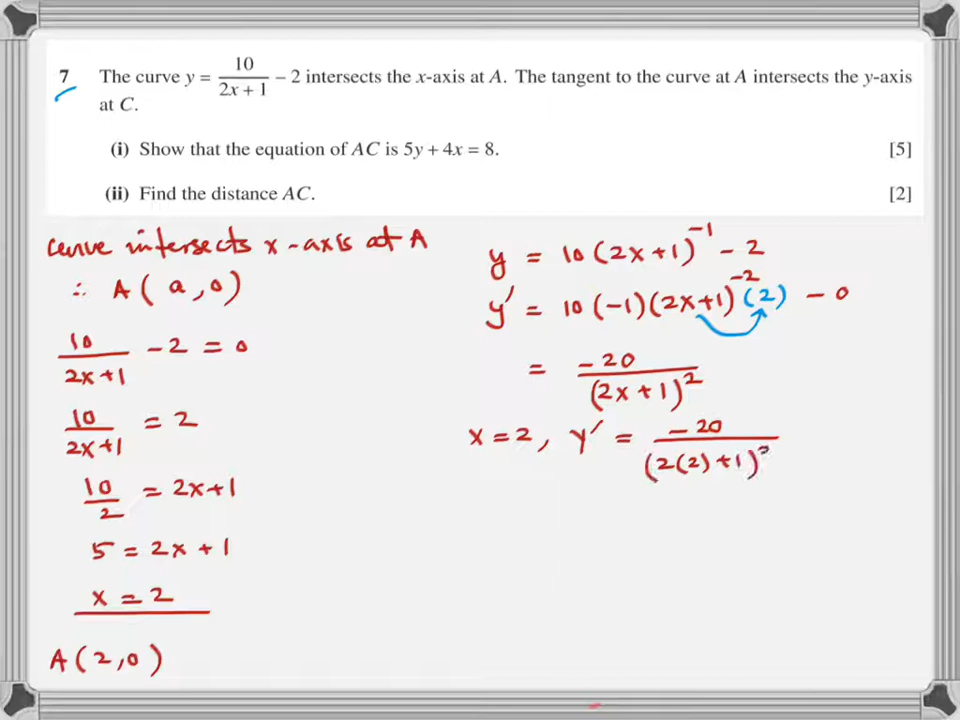 7 The curve y = 10/(2x + 1) − 2 intersects the x-axis at A. The tangent to the curve at A intersects the y-axis
at C.
(i) Show that the equation of AC is 5y + 4x = 8. [5]
(ii) Find the distance AC. [2]
curve intersects x-axis at A
∴ A(a,0)
10/(2x+1) − 2 = 0
10/(2x+1) = 2
10/2 = 2x+1
5 = 2x + 1
x = 2
A(2,0)
y = 10(2x+1)^-1 − 2
y' = 10(-1)(2x+1)^-2 (2) − 0
= −20/(2x+1)^2
x = 2, y' = −20/(2(2)+1)^2